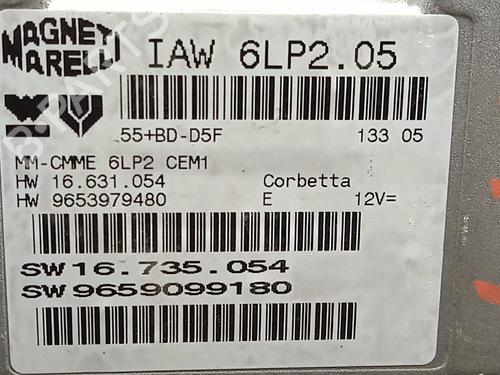 MAGNETI MARELLI IAW 6LP2.05
55+BD-D5F 133 05
MM-CMME 6LP2 CEM1
HW 16.631.054 Corbetta
HW 9653979480 E 12V=
SW 16.735.054
SW 9659099180